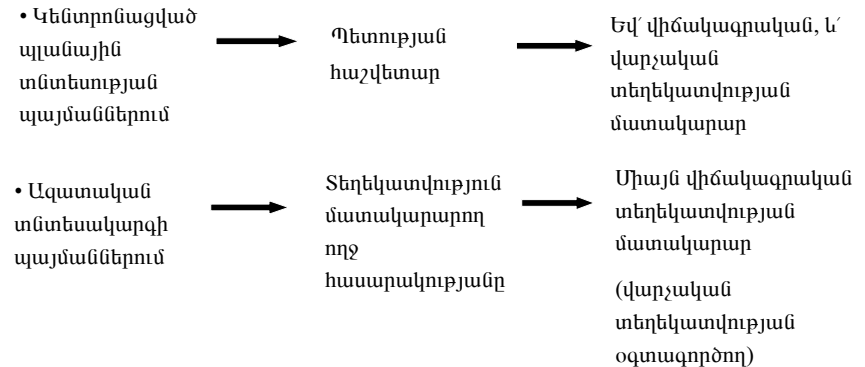 • Կենտրոնացված
պլանային
տնտեսության
պայմաններում
Պետության
հաշվետար
Եվ՛ վիճակագրական, և՛
վարչական
տեղեկատվության
մատակարար
• Ազատական
տնտեսակարգի
պայմաններում
Տեղեկատվություն
մատակարարող
ողջ
հասարակությանը
Միայն վիճակագրական
տեղեկատվության
մատակարար
(վարչական
տեղեկատվության
օգտագործող)